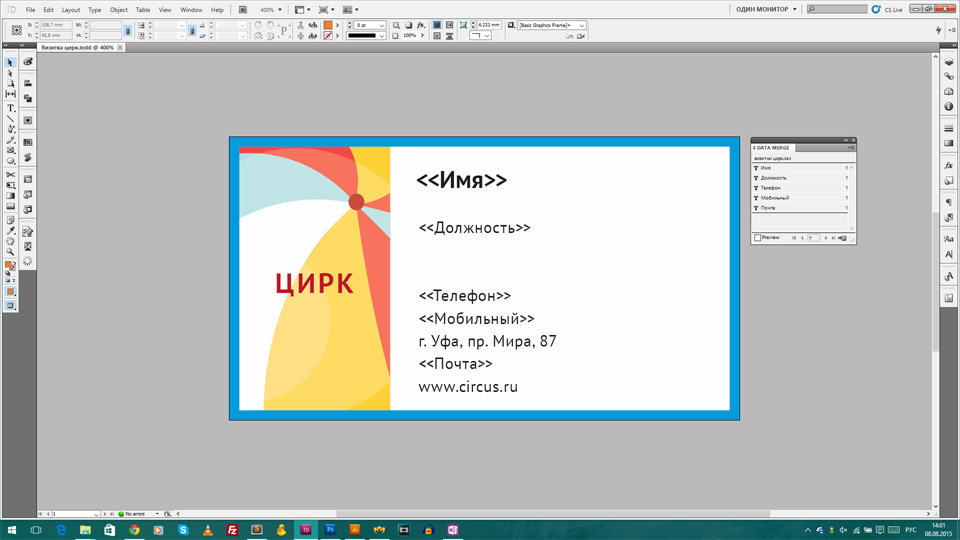 File Edit Layout Type Object Table View Window Help
400%
ОДИН МОНИТОР
CS Live
X: 108,7 mm
Y: 45,8 mm
W:
H:
0 pt
100%
4,233 mm
[Basic Graphics Frame]+
Визитка цирк.indd @ 400%
<<Имя>>
<<Должность>>
ЦИРК
<<Телефон>>
<<Мобильный>>
г. Уфа, пр. Мира, 87
<<Почта>>
www.circus.ru
DATA MERGE
визитки цирк.csv
Имя 1
Должность 1
Телефон 1
Мобильный 1
Почта 1
Preview
1
No errors
РУС
14:01
08.08.2015